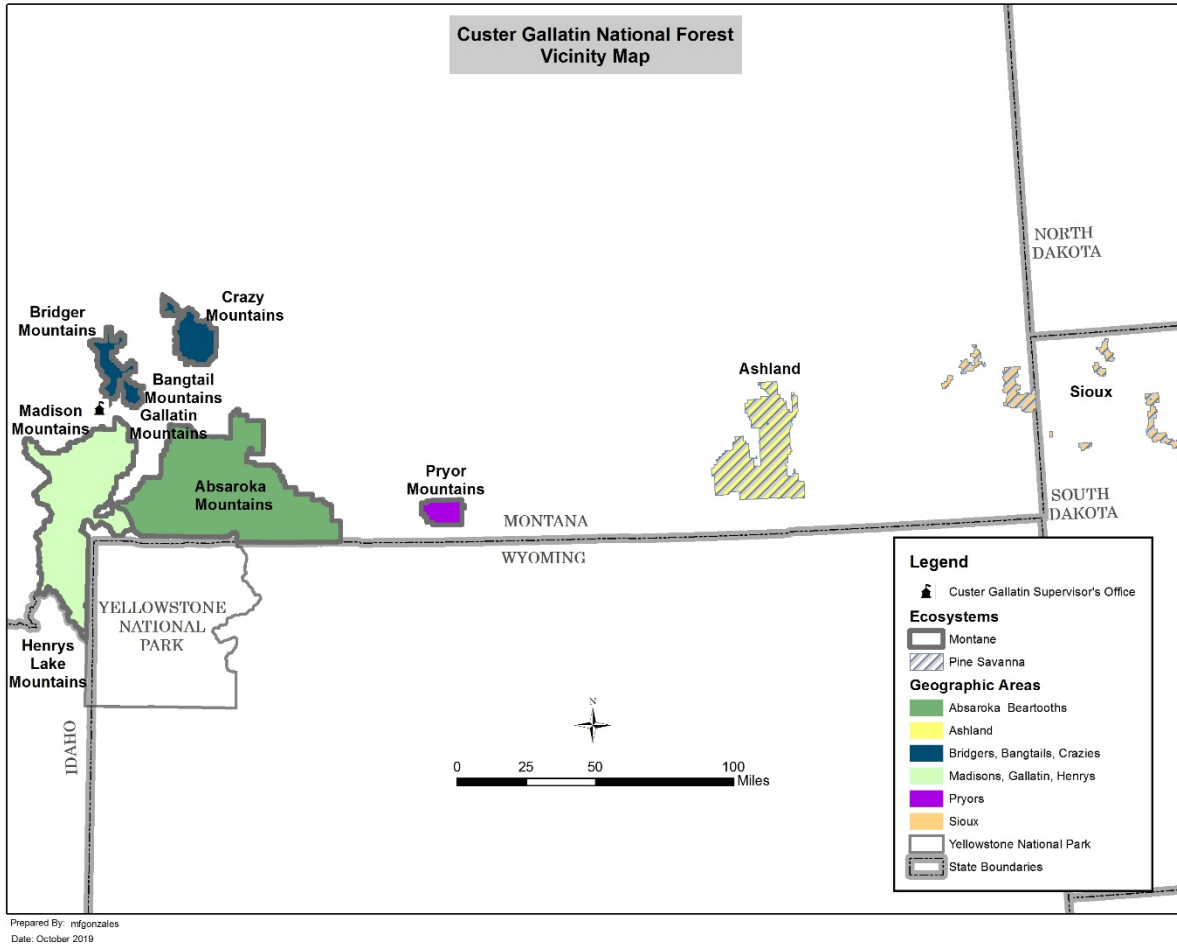 Custer Gallatin National Forest
Vicinity Map
NORTH
DAKOTA
Crazy
Mountains
Bridger
Mountains
Bangtail
Mountains
Ashland
Sioux
Madison
Mountains
Gallatin
Mountains
Absaroka
Mountains
Pryor
Mountains
SOUTH
DAKOTA
MONTANA
WYOMING
YELLOWSTONE
NATIONAL
PARK
Henrys
Lake
Mountains
IDAHO
N
0 25 50 100
Miles
Legend
Custer Gallatin Supervisor's Office
Ecosystems
Montane
Pine Savanna
Geographic Areas
Absaroka Beartooths
Ashland
Bridgers, Bangtails, Crazies
Madisons, Gallatin, Henrys
Pryors
Sioux
Yellowstone National Park
State Boundaries
Prepared By: mfgonzales
Date: October 2019